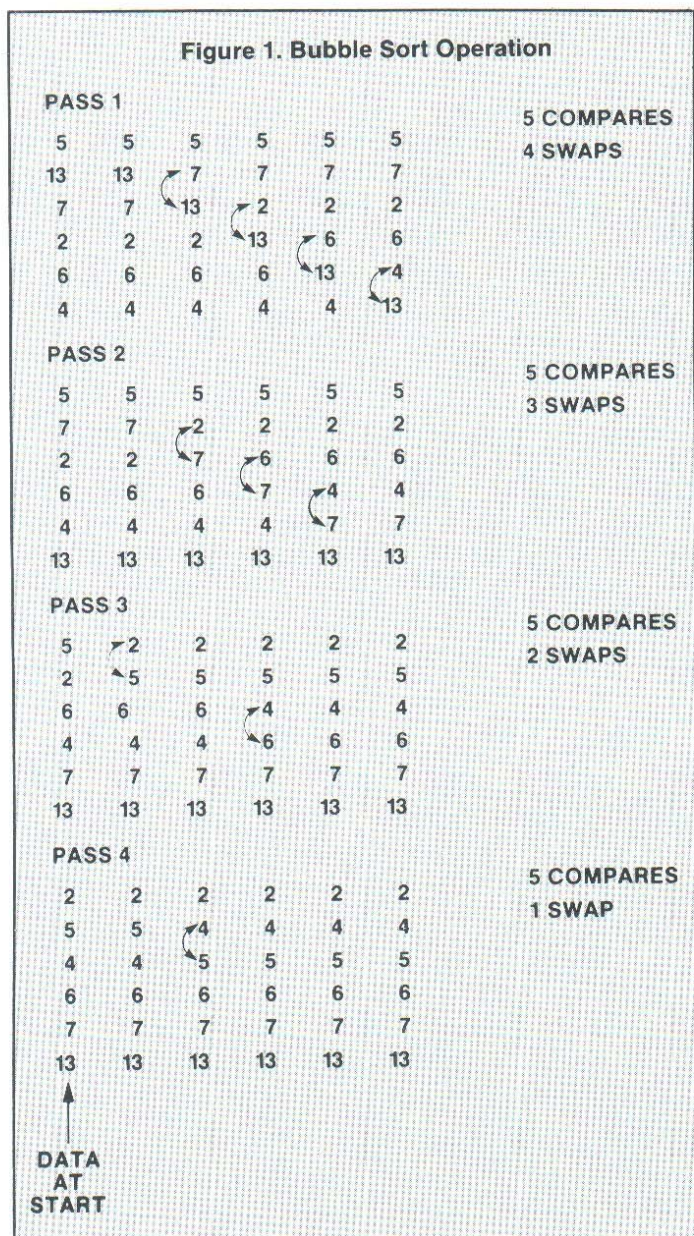 Figure 1. Bubble Sort Operation
PASS 1
5 COMPARES
4 SWAPS
5 5 5 5 5 5
13 13 7 7 7 7
7 7 13 2 2 2
2 2 2 13 6 6
6 6 6 6 13 4
4 4 4 4 4 13
PASS 2
5 COMPARES
3 SWAPS
5 5 5 5 5 5
7 7 2 2 2 2
2 2 7 6 6 6
6 6 6 7 4 4
4 4 4 4 7 7
13 13 13 13 13 13
PASS 3
5 COMPARES
2 SWAPS
5 2 2 2 2 2
2 5 5 5 5 5
6 6 6 4 4 4
4 4 4 6 6 6
7 7 7 7 7 7
13 13 13 13 13 13
PASS 4
5 COMPARES
1 SWAP
2 2 2 2 2 2
5 5 4 4 4 4
4 4 5 5 5 5
6 6 6 6 6 6
7 7 7 7 7 7
13 13 13 13 13 13
DATA
AT
START